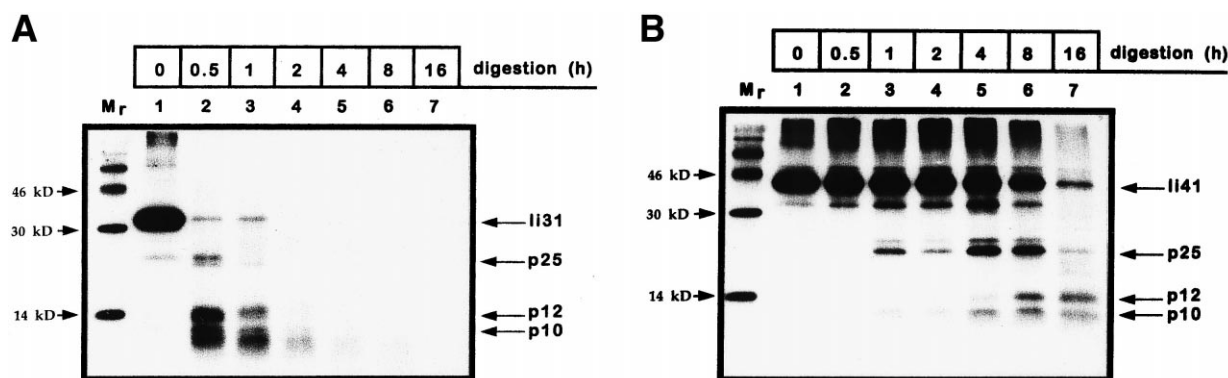 A
0 0.5 1 2 4 8 16 digestion (h)
Mr 1 2 3 4 5 6 7
46 kD
30 kD
14 kD
Ii31
p25
p12
p10
B
0 0.5 1 2 4 8 16 digestion (h)
Mr 1 2 3 4 5 6 7
46 kD
30 kD
14 kD
Ii41
p25
p12
p10